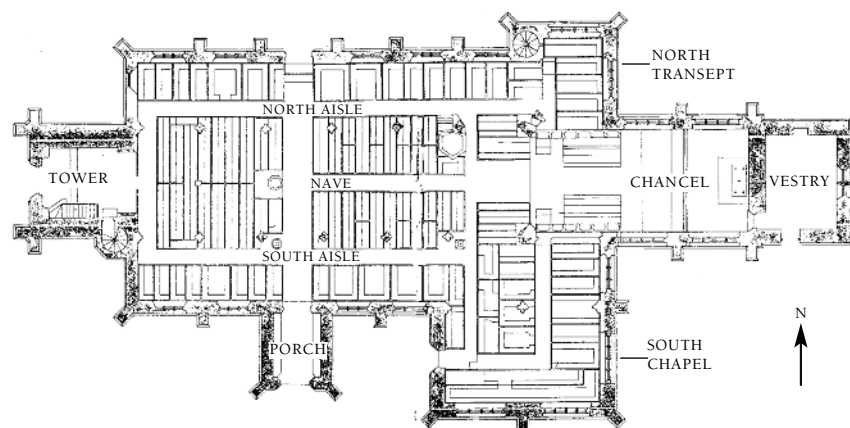 NORTH
TRANSEPT
NORTH AISLE
TOWER
NAVE
CHANCEL
VESTRY
SOUTH AISLE
N
PORCH
SOUTH
CHAPEL